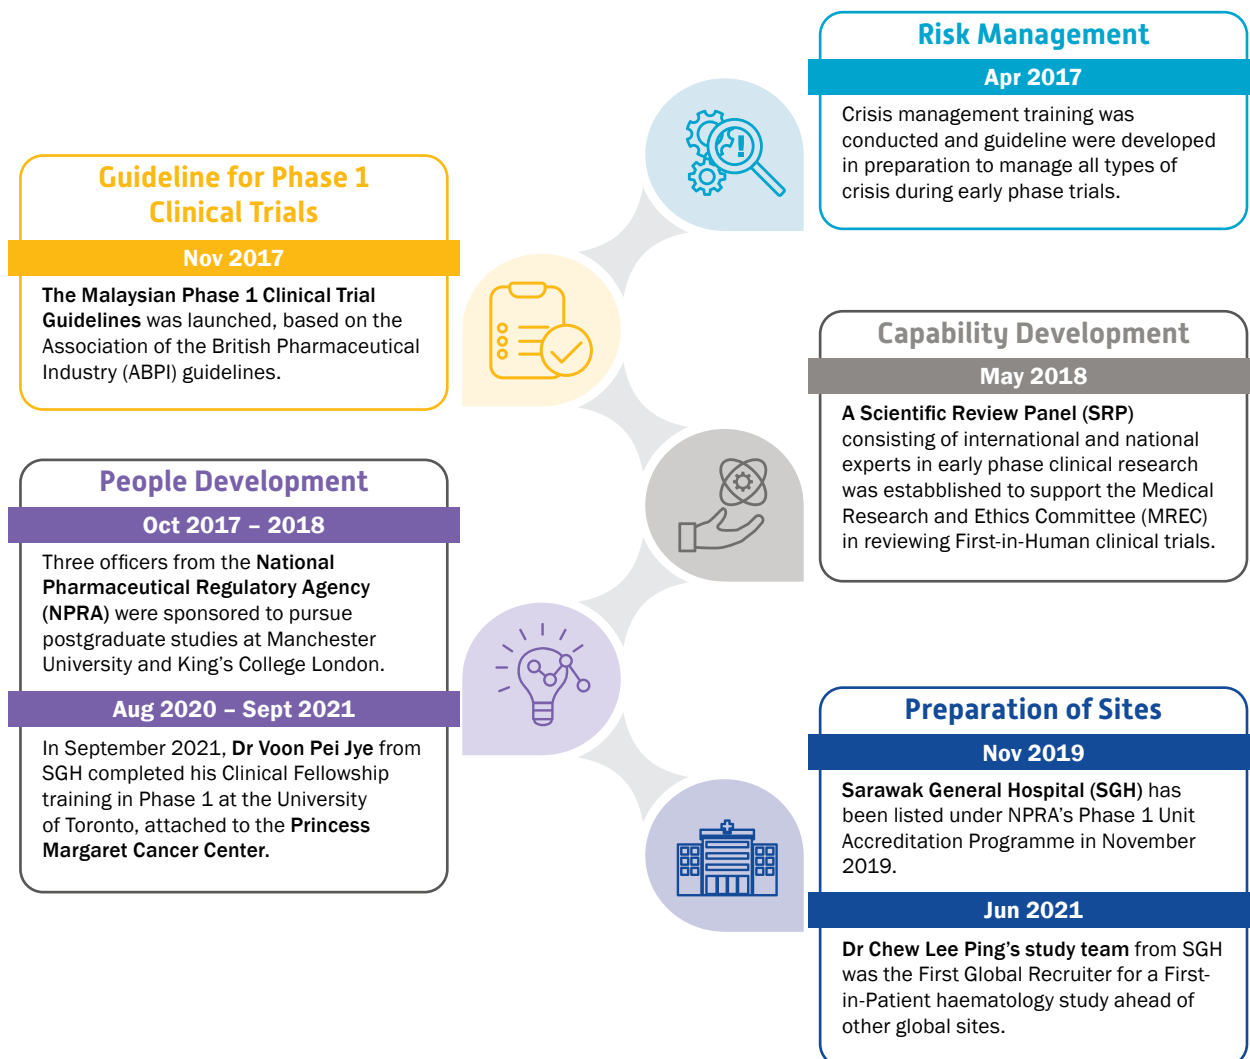 Risk Management
Apr 2017
Crisis management training was
conducted and guideline were developed
in preparation to manage all types of
crisis during early phase trials.
Guideline for Phase 1
Clinical Trials
Nov 2017
The Malaysian Phase 1 Clinical Trial
Guidelines was launched, based on the
Association of the British Pharmaceutical
Industry (ABPI) guidelines.
Capability Development
May 2018
A Scientific Review Panel (SRP)
consisting of international and national
experts in early phase clinical research
was estabblished to support the Medical
Research and Ethics Committee (MREC)
in reviewing First-in-Human clinical trials.
People Development
Oct 2017 – 2018
Three officers from the National
Pharmaceutical Regulatory Agency
(NPRA) were sponsored to pursue
postgraduate studies at Manchester
University and King's College London.
Aug 2020 – Sept 2021
In September 2021, Dr Voon Pei Jye from
SGH completed his Clinical Fellowship
training in Phase 1 at the University
of Toronto, attached to the Princess
Margaret Cancer Center.
Preparation of Sites
Nov 2019
Sarawak General Hospital (SGH) has
been listed under NPRA's Phase 1 Unit
Accreditation Programme in November
2019.
Jun 2021
Dr Chew Lee Ping's study team from SGH
was the First Global Recruiter for a First-
in-Patient haematology study ahead of
other global sites.